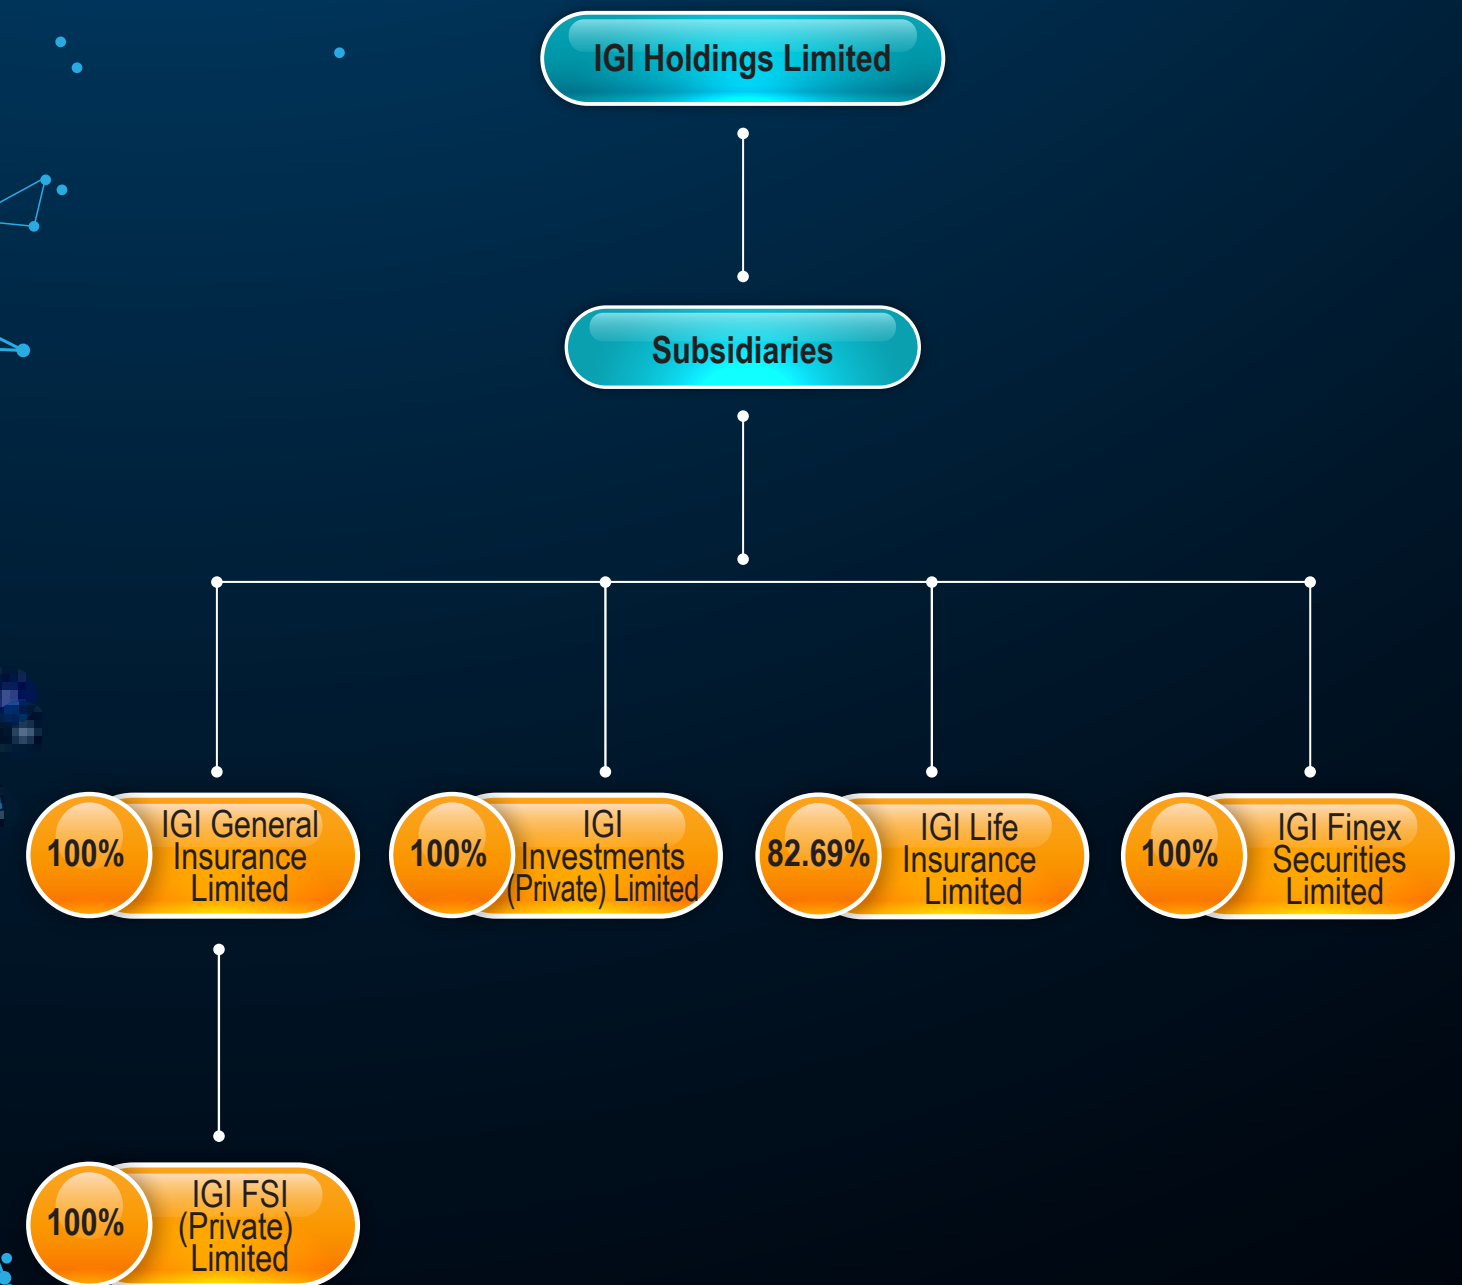 IGI Holdings Limited
Subsidiaries
100%
IGI General
Insurance
Limited
100%
IGI
Investments
(Private) Limited
82.69%
IGI Life
Insurance
Limited
100%
IGI Finex
Securities
Limited
100%
IGI FSI
(Private)
Limited